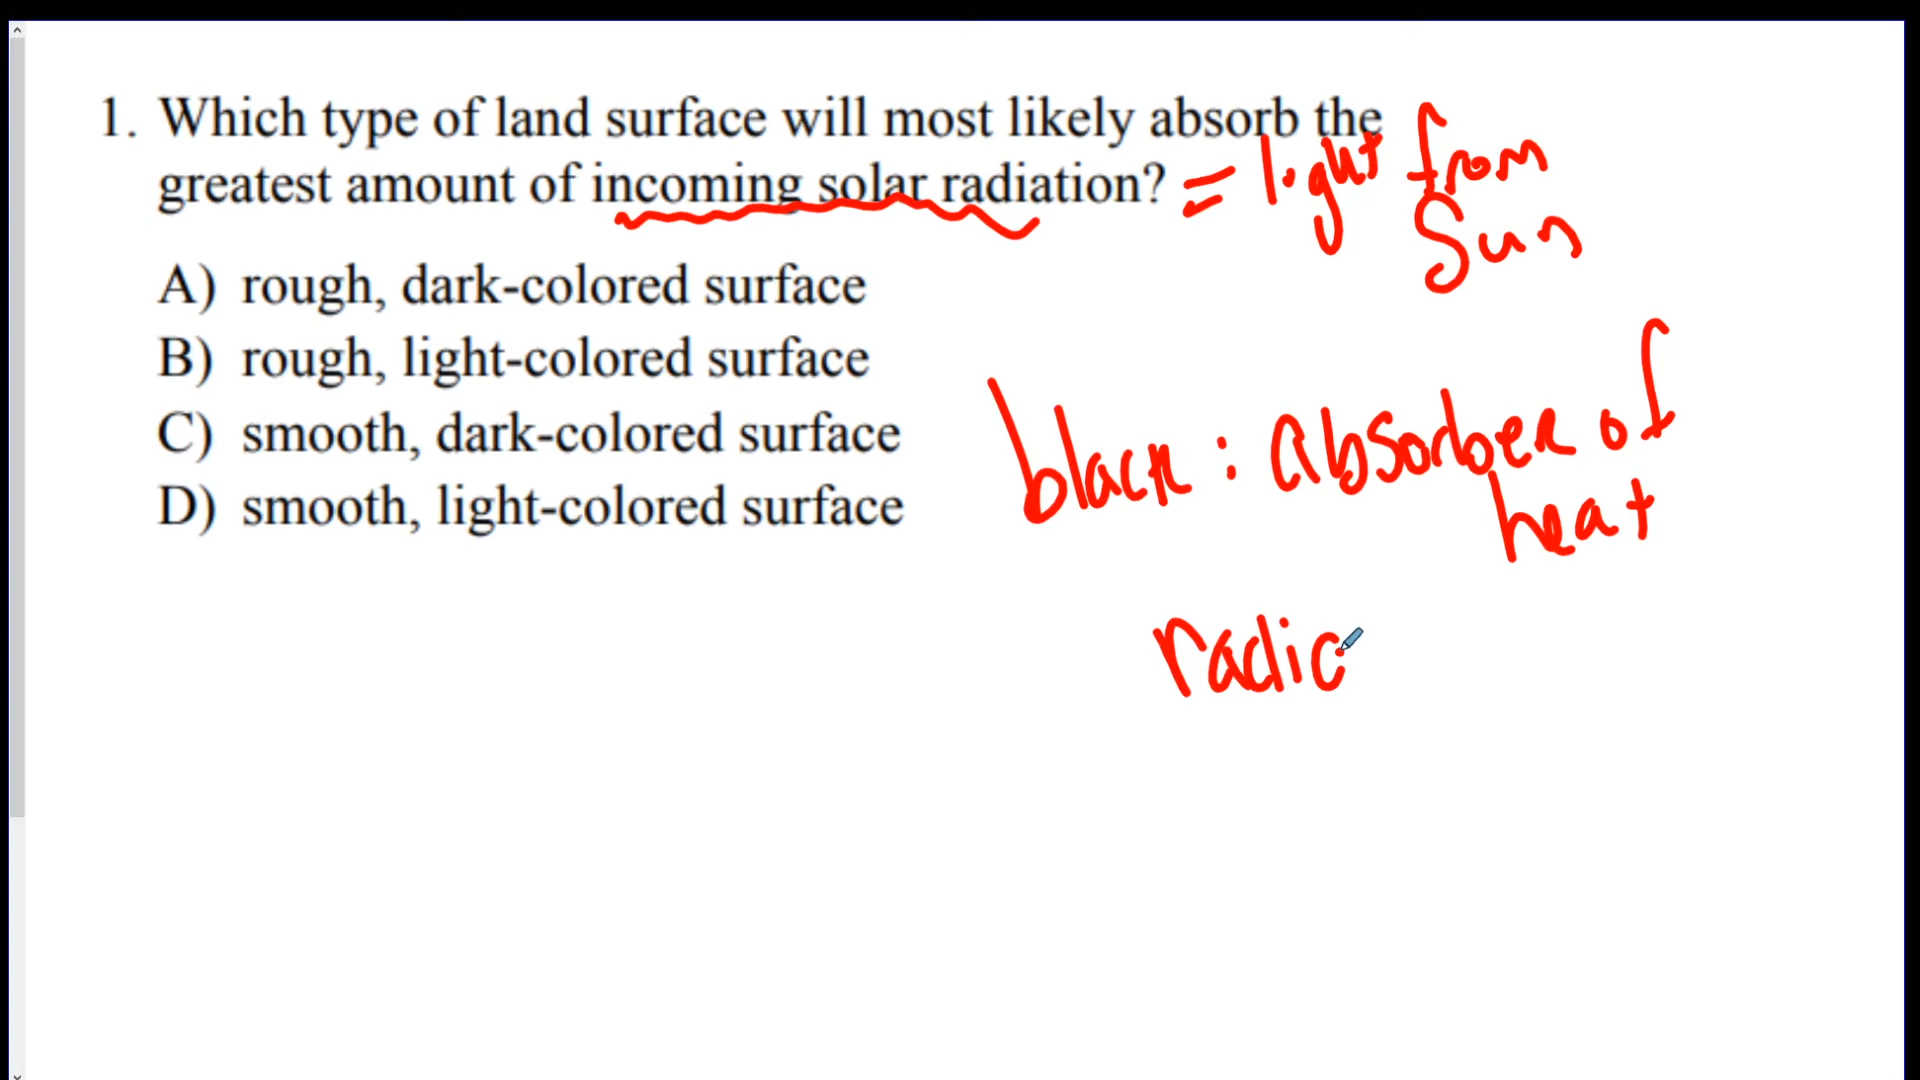 1. Which type of land surface will most likely absorb the
greatest amount of incoming solar radiation?
= light from
Sun
A) rough, dark-colored surface
B) rough, light-colored surface
C) smooth, dark-colored surface
D) smooth, light-colored surface
black: absorber of
heat
radic